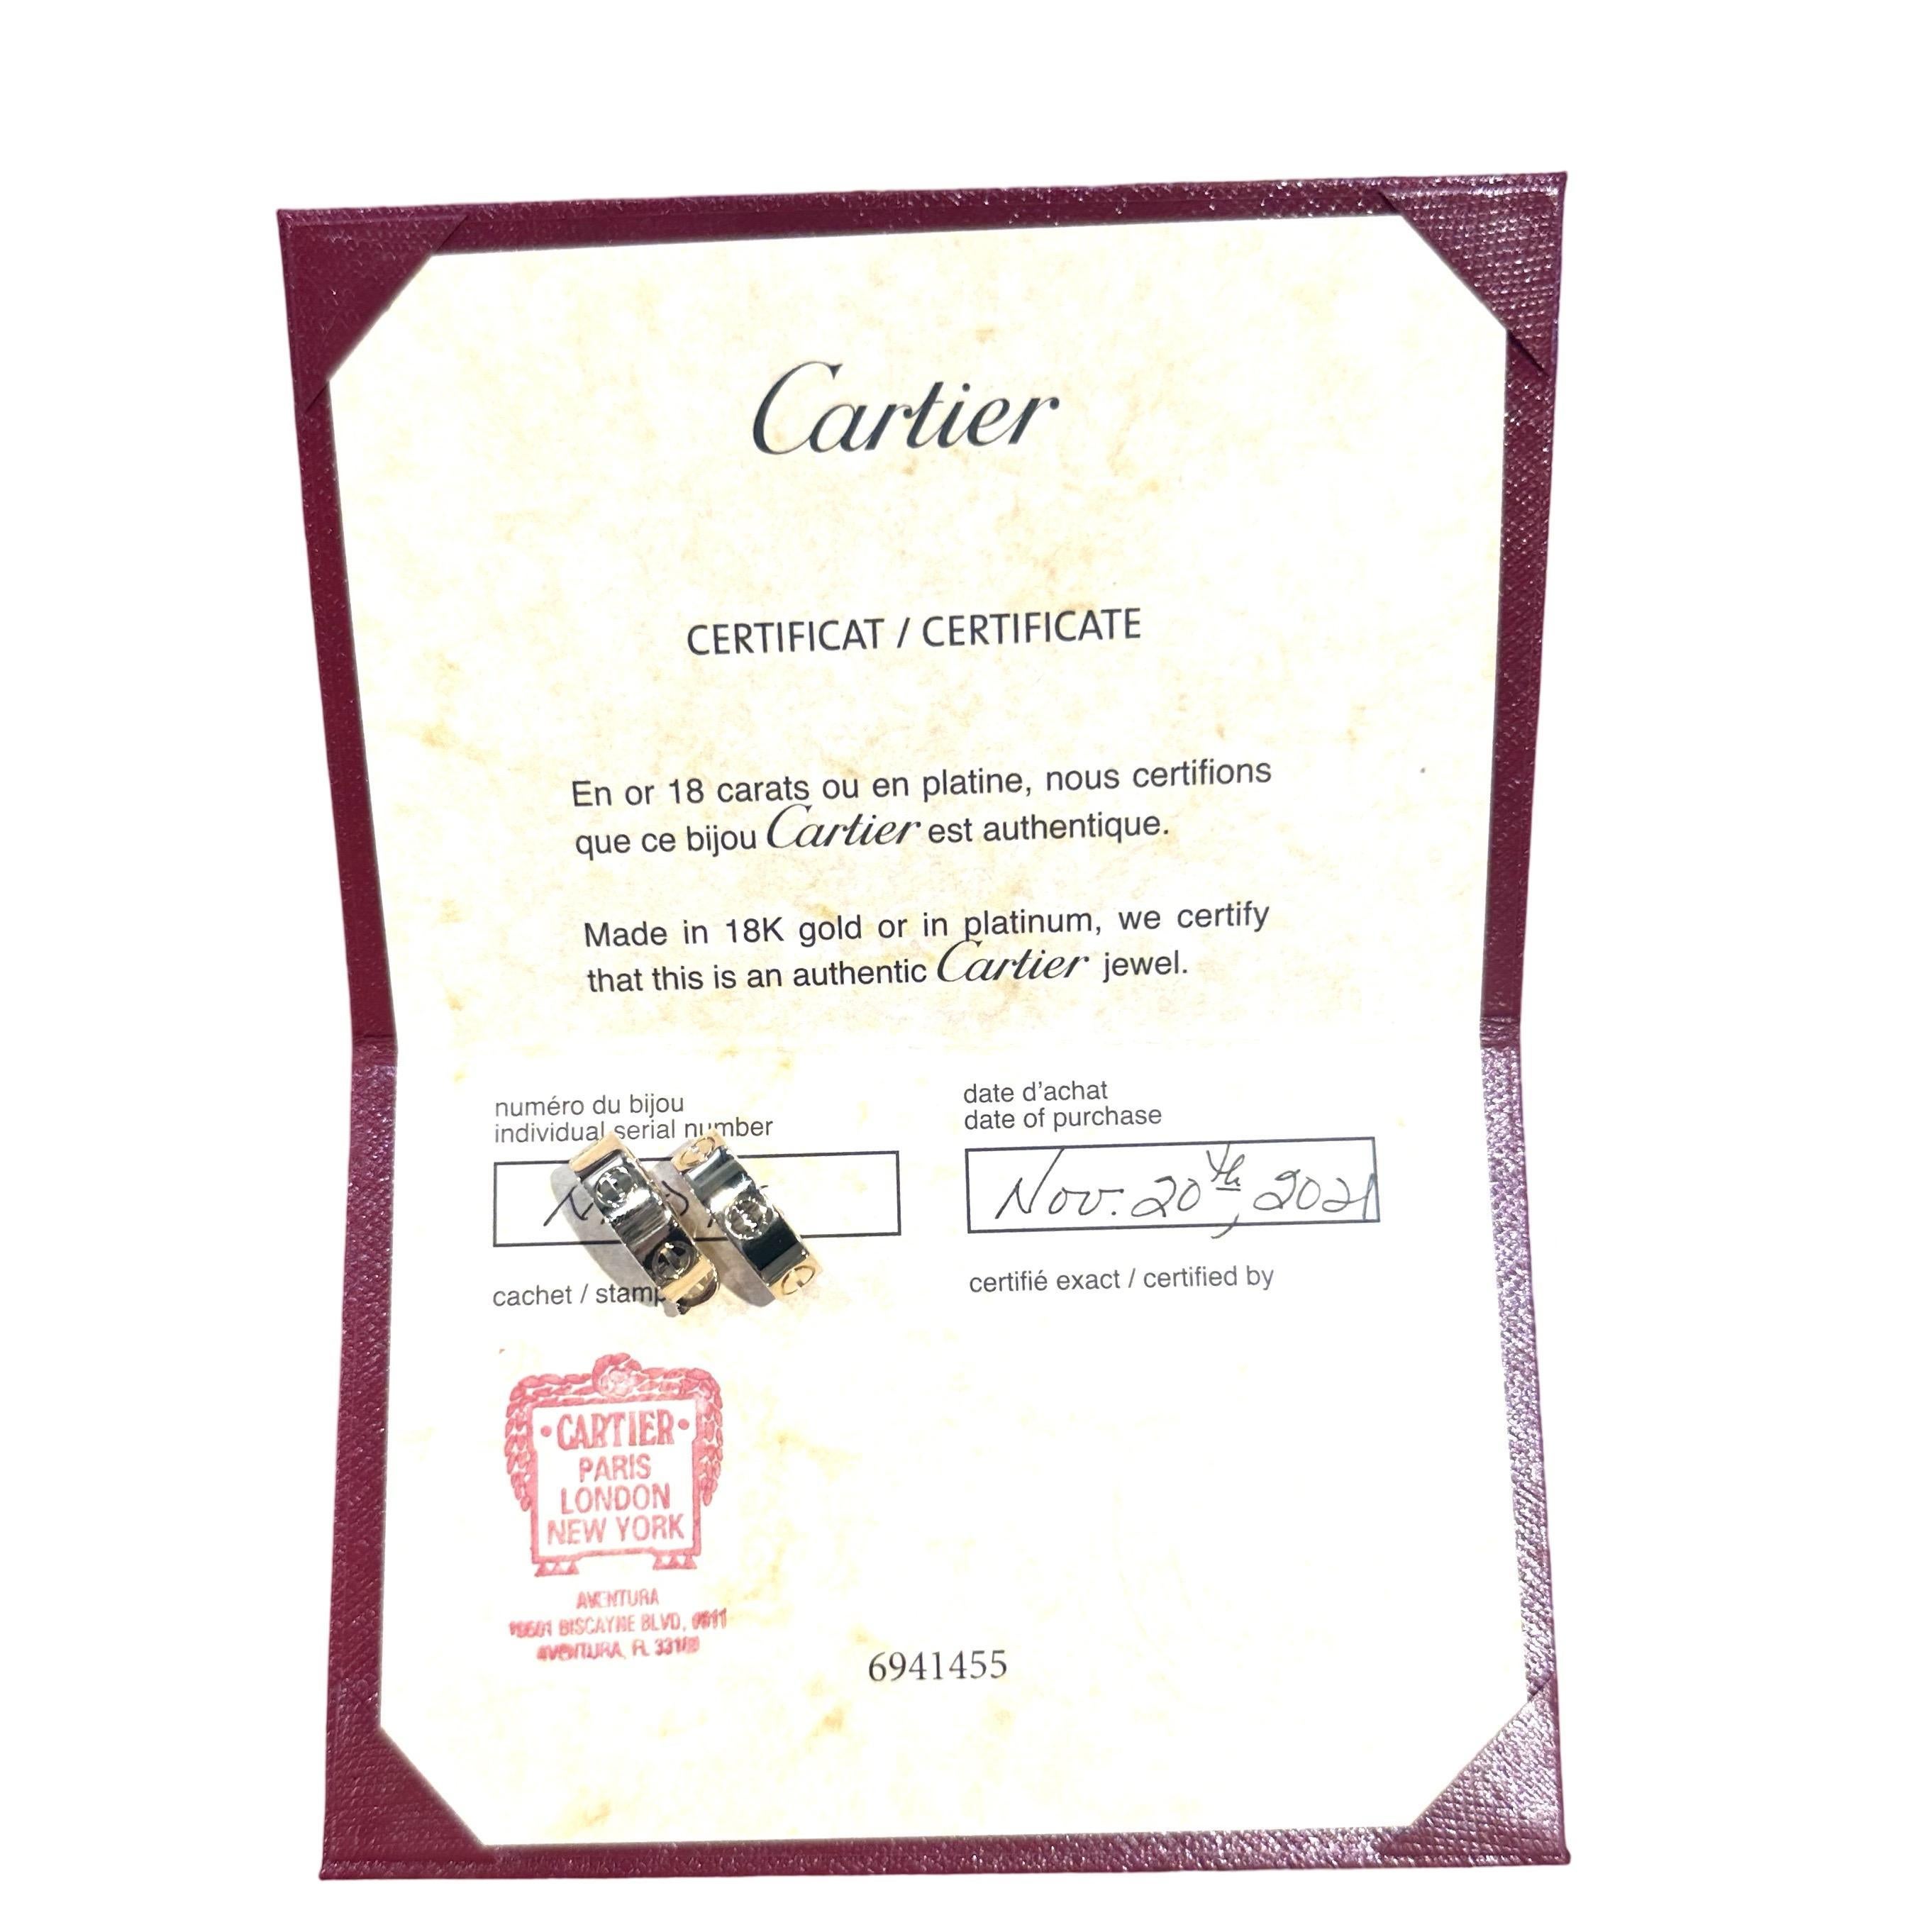 Cartier
CERTIFICAT / CERTIFICATE
En or 18 carats ou en platine, nous certifions
que ce bijou Cartier est authentique.
Made in 18K gold or in platinum, we certify
that this is an authentic Cartier jewel.
numéro du bijou
individual serial number
date d'achat
date of purchase
Nov. 20th, 2021
cachet / stamp
certifié exact / certified by
• CARTIER •
PARIS
LONDON
NEW YORK
AVENTURA
BISCAYNE BLVD,
AVENTURA, FL
6941455